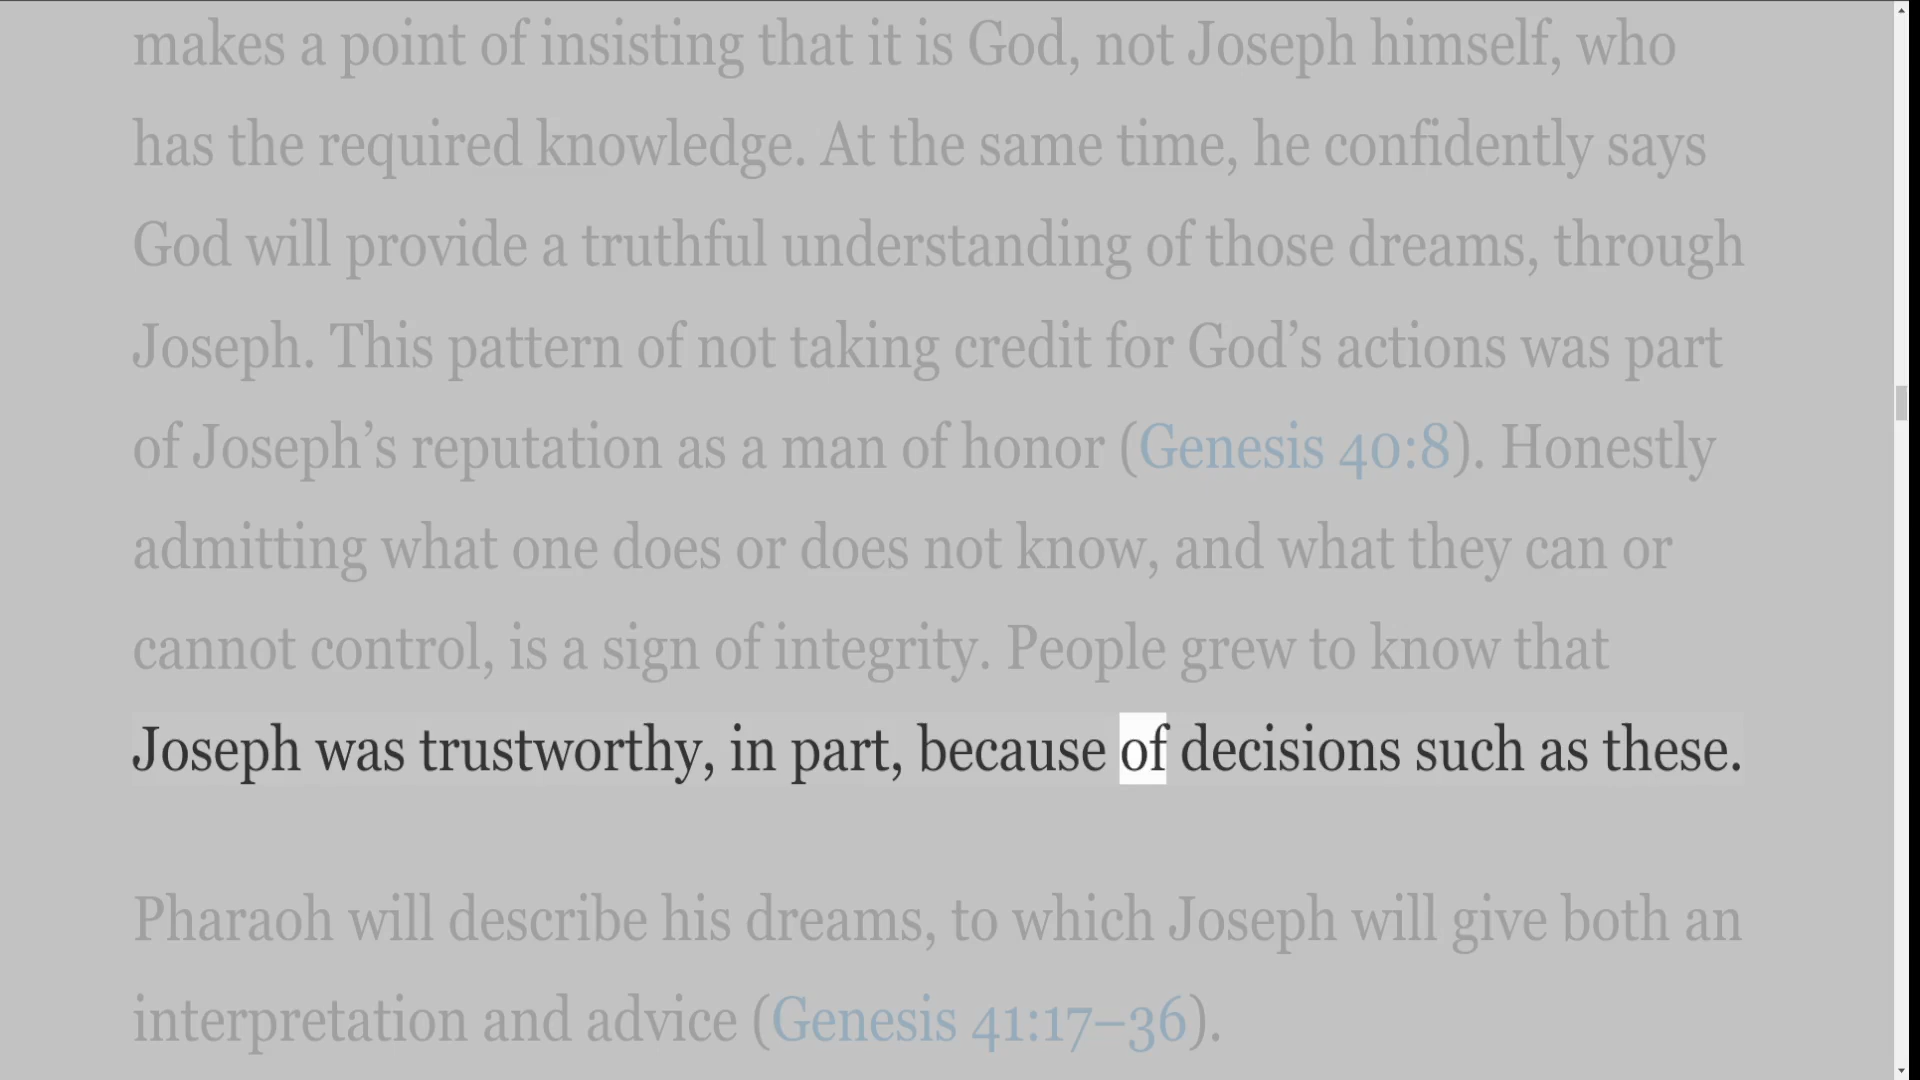 makes a point of insisting that it is God, not Joseph himself, who
has the required knowledge. At the same time, he confidently says
God will provide a truthful understanding of those dreams, through
Joseph. This pattern of not taking credit for God’s actions was part
of Joseph’s reputation as a man of honor (Genesis 40:8). Honestly
admitting what one does or does not know, and what they can or
cannot control, is a sign of integrity. People grew to know that
Joseph was trustworthy, in part, because of decisions such as these.
Pharaoh will describe his dreams, to which Joseph will give both an
interpretation and advice (Genesis 41:17–36).